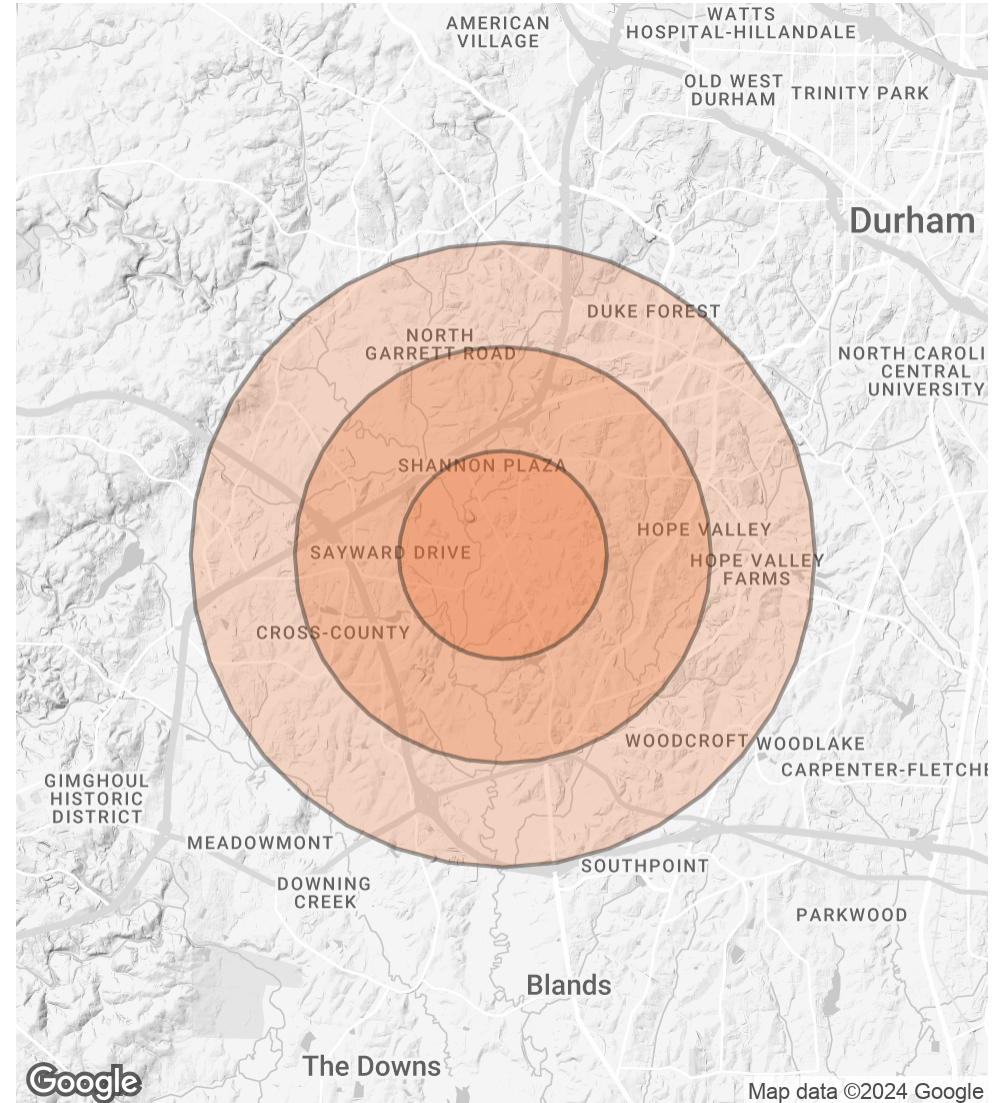 AMERICAN
VILLAGE
WATTS
HOSPITAL-HILLANDALE
OLD WEST
DURHAM
TRINITY PARK
Durham
DUKE FOREST
NORTH
GARRETT ROAD
NORTH CAROLI
CENTRAL
UNIVERSITY
SHANNON PLAZA
HOPE VALLEY
SAYWARD DRIVE
HOPE VALLEY
FARMS
CROSS-COUNTY
WOODCROFT
WOODLAKE
CARPENTER-FLETCHE
GIMGHOUL
HISTORIC
DISTRICT
MEADOWMONT
SOUTHPOINT
DOWNING
CREEK
PARKWOOD
Blands
The Downs
Google
Map data ©2024 Google